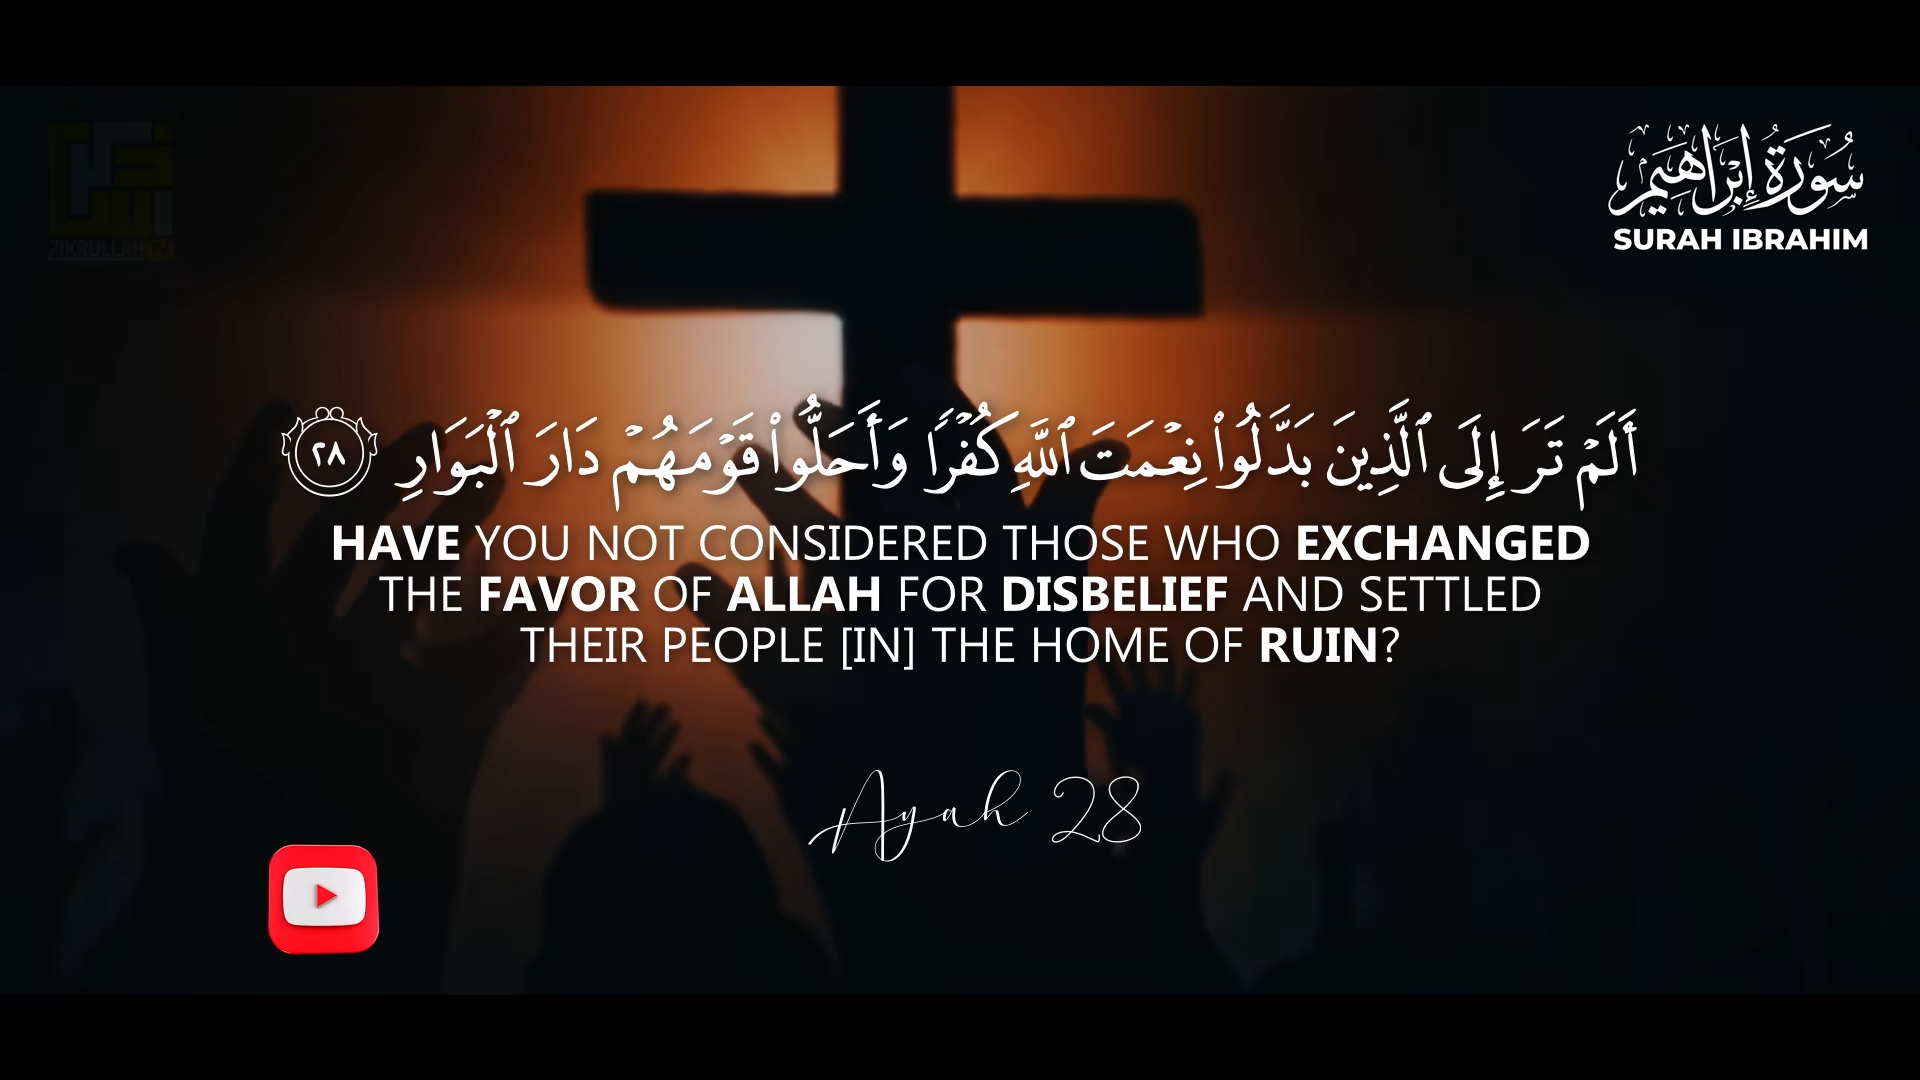 سُورَةُ إِبْرَاهِيم
SURAH IBRAHIM
ZIKRULLAH TV
أَلَمْ تَرَ إِلَى ٱلَّذِينَ بَدَّلُوا۟ نِعْمَتَ ٱللَّهِ كُفْرًا وَأَحَلُّوا۟ قَوْمَهُمْ دَارَ ٱلْبَوَارِ ٢٨
HAVE YOU NOT CONSIDERED THOSE WHO EXCHANGED
THE FAVOR OF ALLAH FOR DISBELIEF AND SETTLED
THEIR PEOPLE [IN] THE HOME OF RUIN?
Ayah 28